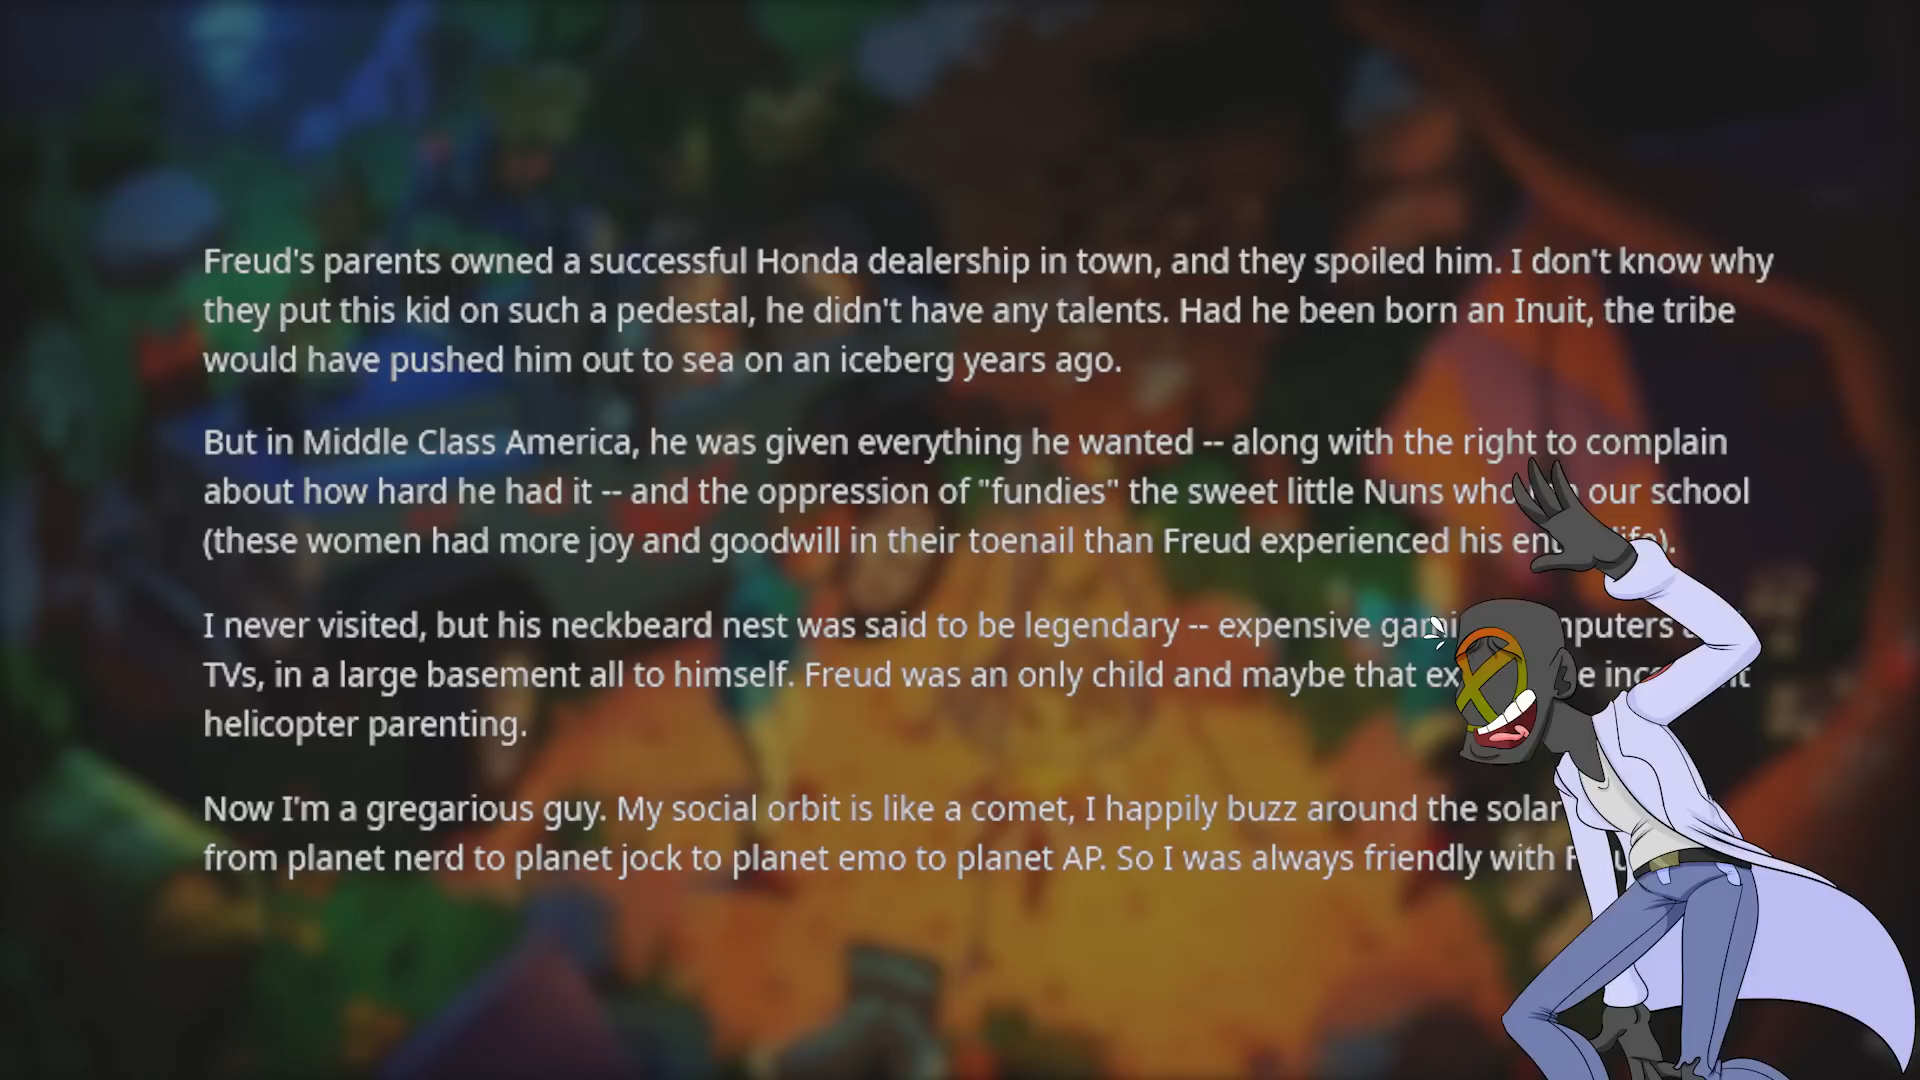 Freud's parents owned a successful Honda dealership in town, and they spoiled him. I don't know why
they put this kid on such a pedestal, he didn't have any talents. Had he been born an Inuit, the tribe
would have pushed him out to sea on an iceberg years ago.
But in Middle Class America, he was given everything he wanted -- along with the right to complain
about how hard he had it -- and the oppression of "fundies" the sweet little Nuns who our school
(these women had more joy and goodwill in their toenail than Freud experienced his life).
I never visited, but his neckbeard nest was said to be legendary -- expensive
TVs, in a large basement all to himself. Freud was an only child and maybe that
helicopter parenting.
Now I'm a gregarious guy. My social orbit is like a comet, I happily buzz around the solar
from planet nerd to planet jock to planet emo to planet AP. So I was always friendly with